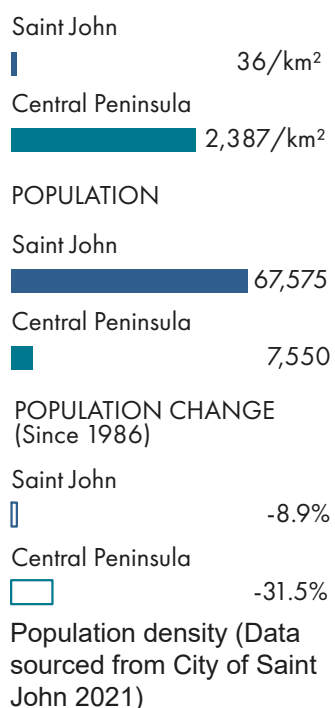 Saint John
36/km²
Central Peninsula
2,387/km²
POPULATION
Saint John
67,575
Central Peninsula
7,550
POPULATION CHANGE
(Since 1986)
Saint John
-8.9%
Central Peninsula
-31.5%
Population density (Data
sourced from City of Saint
John 2021)